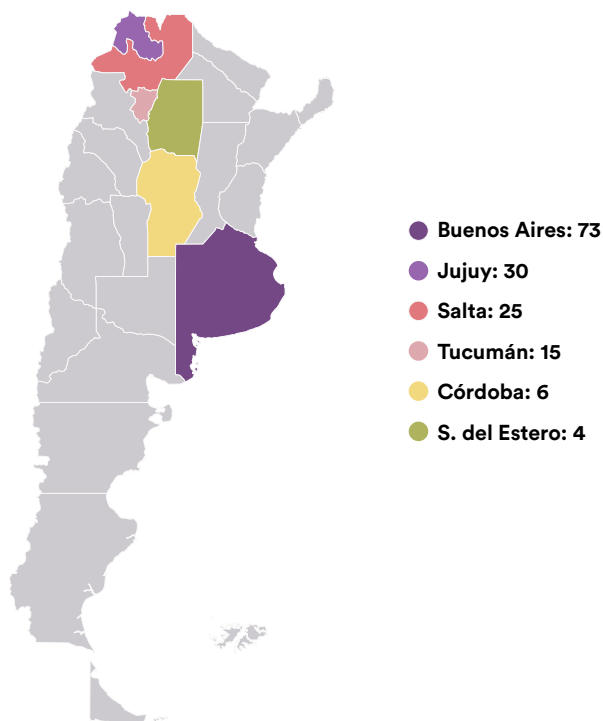 Buenos Aires: 73
Jujuy: 30
Salta: 25
Tucumán: 15
Córdoba: 6
S. del Estero: 4